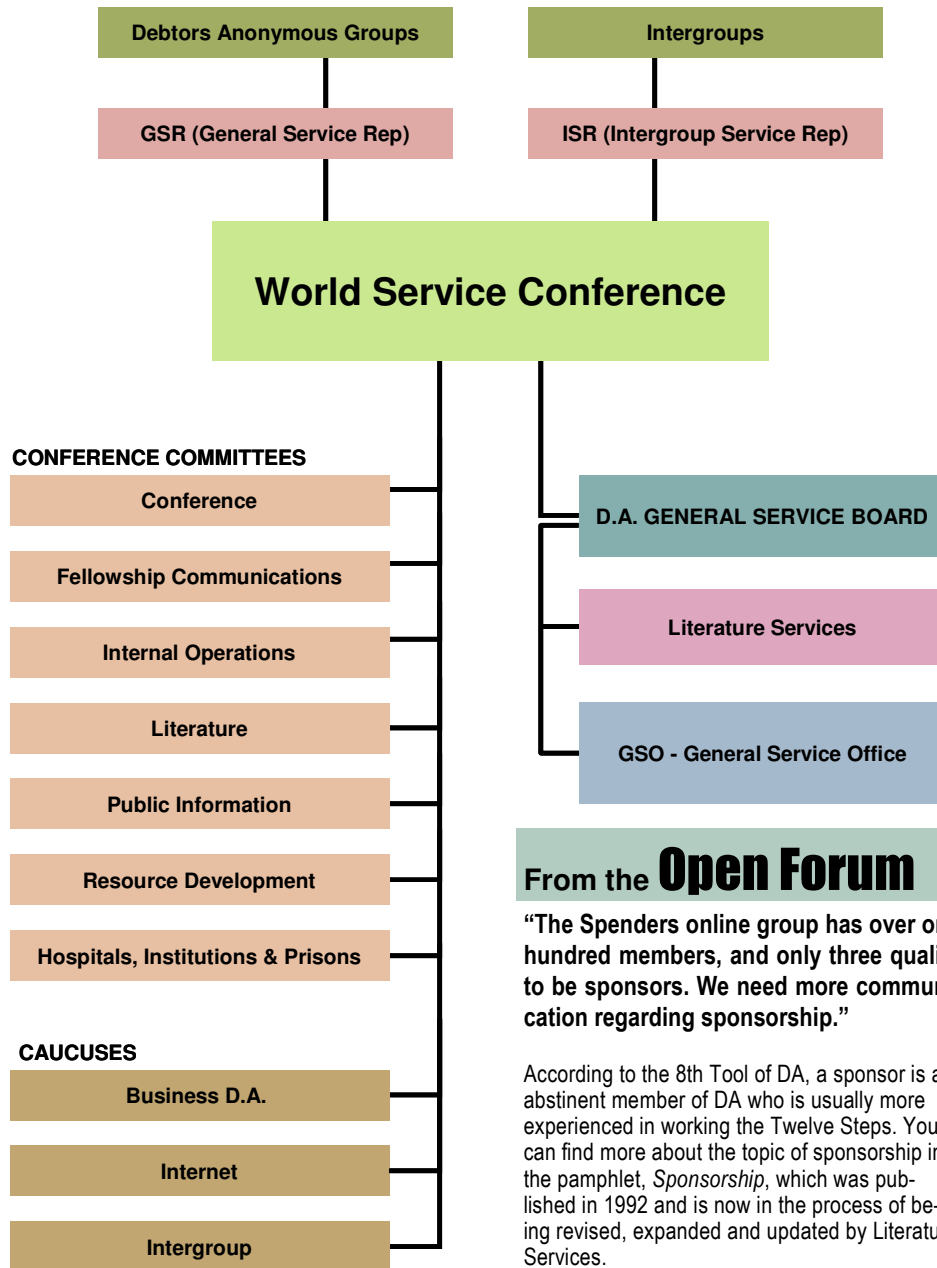 Debtors Anonymous Groups
Intergroups
GSR (General Service Rep)
ISR (Intergroup Service Rep)
World Service Conference
CONFERENCE COMMITTEES
Conference
Fellowship Communications
Internal Operations
Literature
Public Information
Resource Development
Hospitals, Institutions & Prisons
CAUCUSES
Business D.A.
Internet
Intergroup
D.A. GENERAL SERVICE BOARD
Literature Services
GSO - General Service Office
From the Open Forum
“The Spenders online group has over
hundred members, and only three
to be sponsors. We need more
cation regarding sponsorship.”
According to the 8th Tool of DA, a sponsor is
abstinent member of DA who is usually more
experienced in working the Twelve Steps. You
can find more about the topic of sponsorship
the pamphlet, Sponsorship, which was pub-
lished in 1992 and is now in the process of be-
ing revised, expanded and updated by
Services.